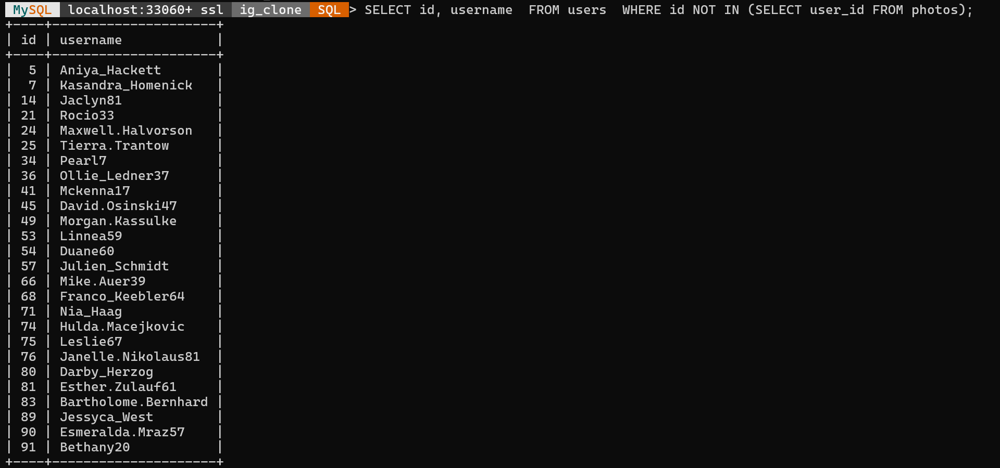 MySQL localhost:33060+ ssl ig_clone SQL > SELECT id, username  FROM users  WHERE id NOT IN (SELECT user_id FROM photos);
+----+---------------------+
| id | username            |
+----+---------------------+
|  5 | Aniya_Hackett       |
|  7 | Kasandra_Homenick   |
| 14 | Jaclyn81            |
| 21 | Rocio33             |
| 24 | Maxwell.Halvorson   |
| 25 | Tierra.Trantow      |
| 34 | Pearl7              |
| 36 | Ollie_Ledner37      |
| 41 | Mckenna17           |
| 45 | David.Osinski47     |
| 49 | Morgan.Kassulke     |
| 53 | Linnea59            |
| 54 | Duane60             |
| 57 | Julien_Schmidt      |
| 66 | Mike.Auer39         |
| 68 | Franco_Keebler64    |
| 71 | Nia_Haag            |
| 74 | Hulda.Macejkovic    |
| 75 | Leslie67            |
| 76 | Janelle.Nikolaus81  |
| 80 | Darby_Herzog        |
| 81 | Esther.Zulauf61     |
| 83 | Bartholome.Bernhard |
| 89 | Jessyca_West        |
| 90 | Esmeralda.Mraz57    |
| 91 | Bethany20           |
+----+---------------------+